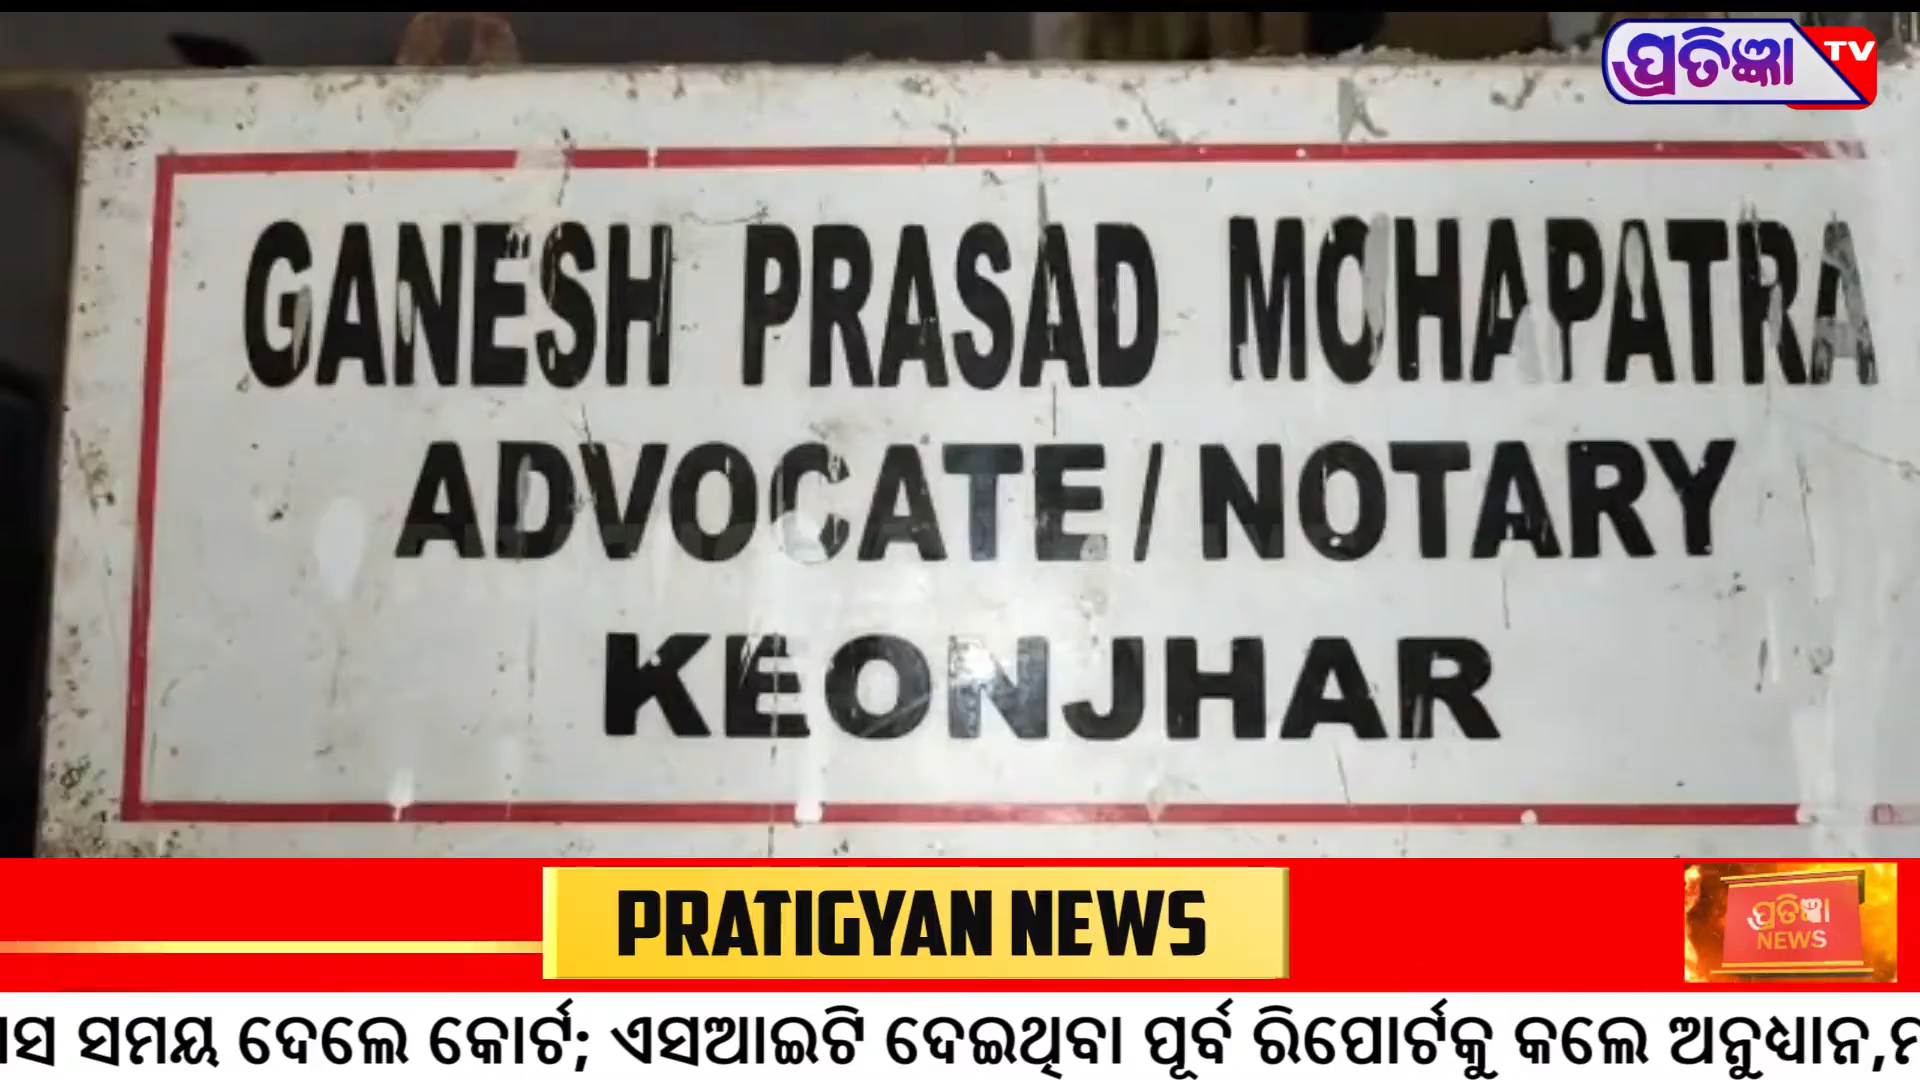 ପ୍ରତିଜ୍ଞା TV
GANESH PRASAD MOHAPATRA
ADVOCATE / NOTARY
KEONJHAR
PRATIGYAN NEWS
ପ୍ରତିଜ୍ଞା
NEWS
ସମୟ ଦେଲେ କୋର୍ଟ; ଏସଆଇଟି ଦେଇଥିବା ପୂର୍ବ ରିପୋର୍ଟକୁ କଲେ ଅନୁଧ୍ୟାନ,